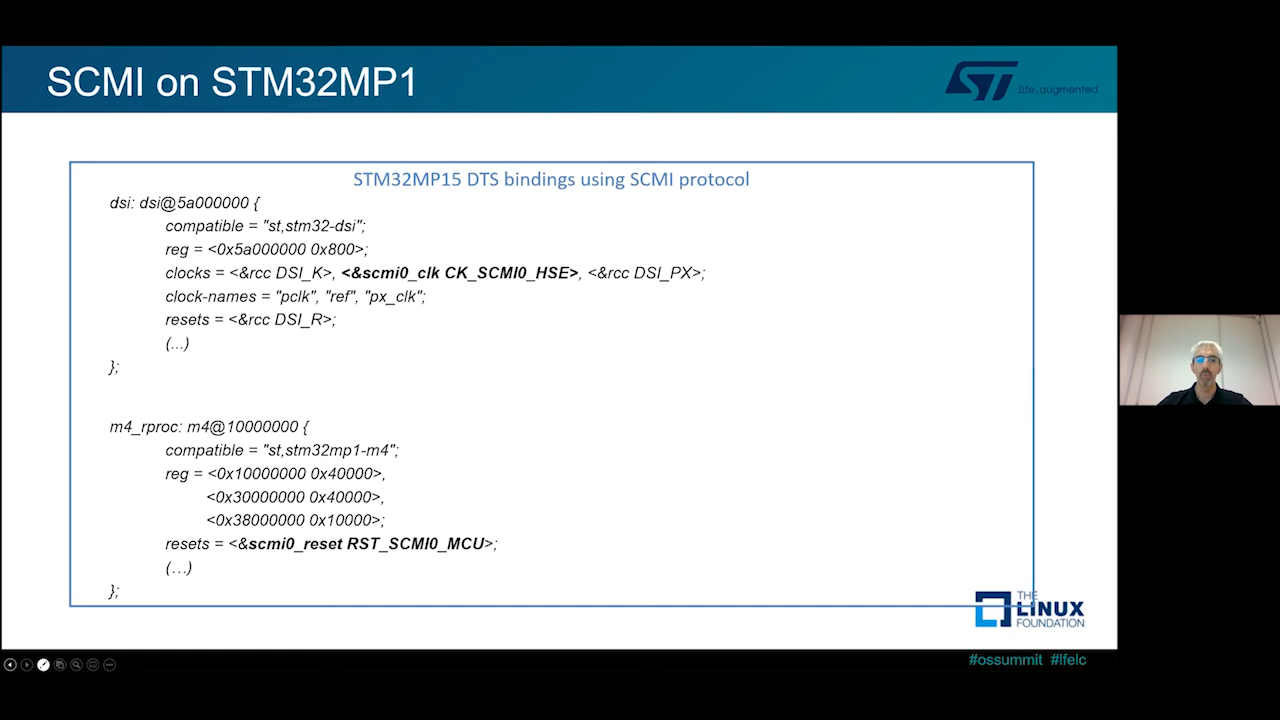 SCMI on STM32MP1
life.augmented
STM32MP15 DTS bindings using SCMI protocol
dsi: dsi@5a000000 {
compatible = "st,stm32-dsi";
reg = <0x5a000000 0x800>;
clocks = <&rcc DSI_K>, <&scmi0_clk CK_SCMI0_HSE>, <&rcc DSI_PX>;
clock-names = "pclk", "ref", "px_clk";
resets = <&rcc DSI_R>;
(...)
};
m4_rproc: m4@10000000 {
compatible = "st,stm32mp1-m4";
reg = <0x10000000 0x40000>,
<0x30000000 0x40000>,
<0x38000000 0x10000>;
resets = <&scmi0_reset RST_SCMI0_MCU>;
(…)
};
THE
LINUX
FOUNDATION
#ossummit #lfelc